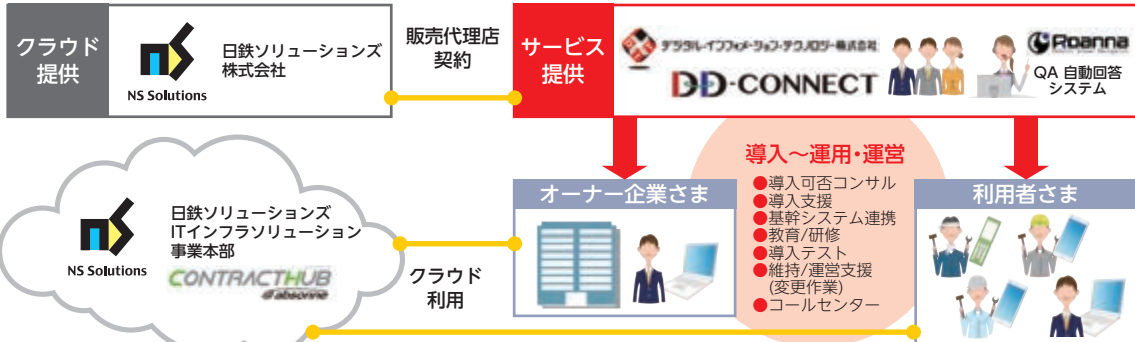 クラウド
提供
NS Solutions
日鉄ソリューションズ
株式会社
販売代理店
契約
サービス
提供
デジタル・インフォメーション・テクノロジー株式会社
DD-CONNECT
Roanna
QA 自動回答
システム
NS Solutions
日鉄ソリューションズ
ITインフラソリューション
事業本部
CONTRACTHUB
@absonne
クラウド
利用
オーナー企業さま
導入～運用・運営
●導入可否コンサル
●導入支援
●基幹システム連携
●教育/研修
●導入テスト
●維持/運営支援
(変更作業)
●コールセンター
利用者さま